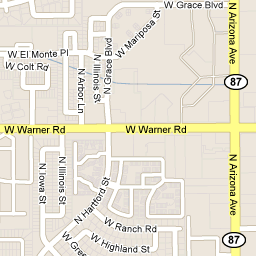 W Grace Blvd
N Arizona Ave
W Mariposa St
N Grace Blvd
W El Monte Pl
W Colt Rd
N Illinois St
N Arbor Ln
87
W Warner Rd
W Warner Rd
N Iowa St
N Illinois St
N Hartford St
N Arizona Ave
W Ranch Rd
W Highland St
W Gree
87